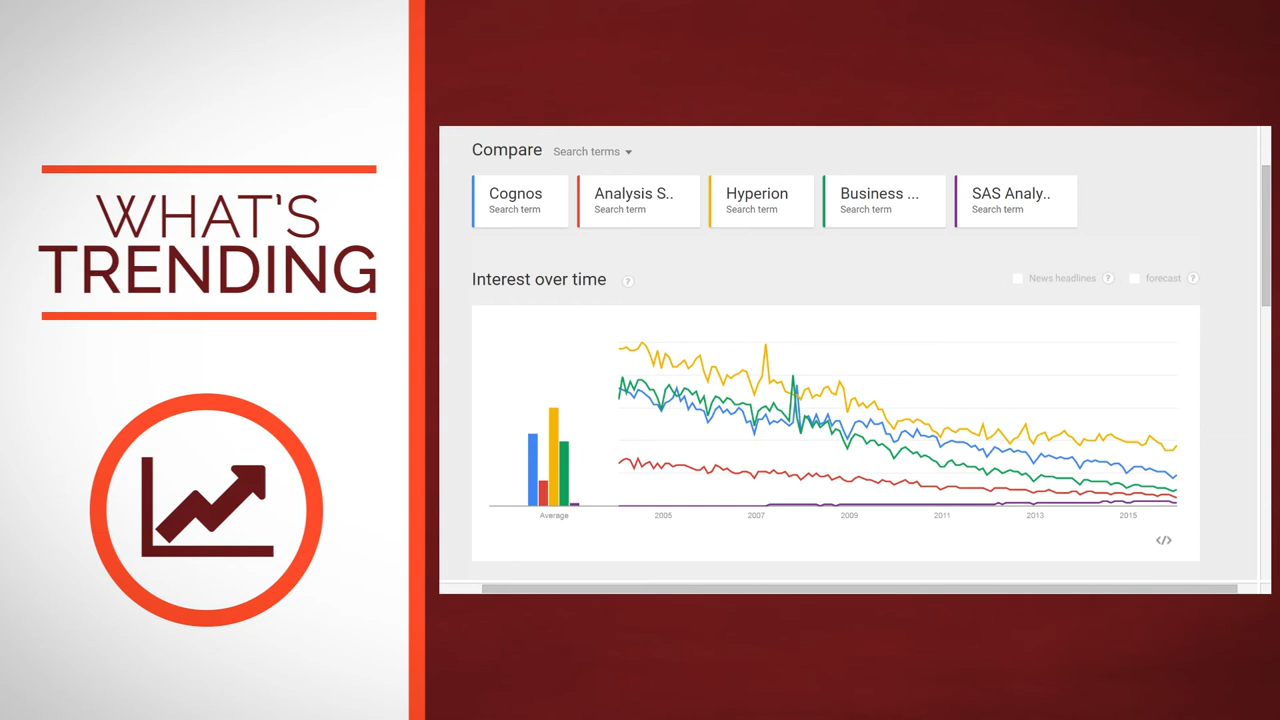 WHAT'S
TRENDING
Compare Search terms
Cognos Analysis S.. Hyperion Business ... SAS Analy..
Search term Search term Search term Search term Search term
Interest over time ? News headlines ? forecast ?
Average 2005 2007 2009 2011 2013 2015
</>